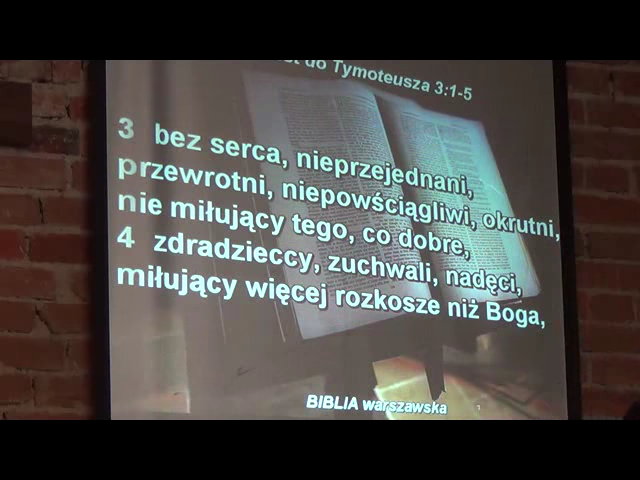 do Tymoteusza 3:1-5
3 bez serca, nieprzejednani,
przewrotni, niepowściągliwi, okrutni,
nie miłujący tego, co dobre,
4 zdradzieccy, zuchwali, nadęci,
miłujący więcej rozkosze niż Boga,
BIBLIA warszawska